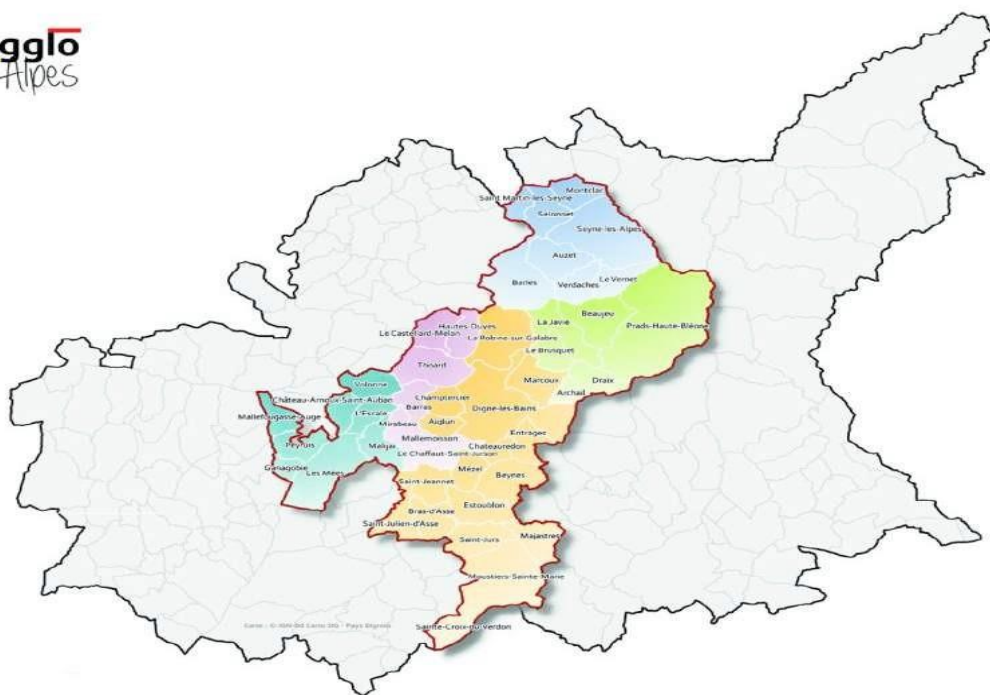 gglo
Alpes
Montclar
Saint Martin-les-Seyne
Selonnet
Seyne-les-Alpes
Auzet
Le Vernet
Barles
Verdaches
Beaujeu
La Javie
Prads-Haute-Bléone
Hautes-Duyes
Le Castellard-Melan
La Robine-sur-Galabre
Le Brusquet
Thoard
Marcoux
Draix
Volonne
Archail
Château-Arnoux-Saint-Auban
Champtercier
Barras
Digne-les-Bains
L'Escale
Mallefougasse-Auge
Mirabeau
Aiglun
Entrages
Mallemoisson
Peyruis
Malijai
Chateauredon
Le Chaffaut-Saint-Jurson
Ganagobie
Les Mées
Mézel
Beynes
Saint-Jeannet
Estoublon
Bras-d'Asse
Saint-Julien-d'Asse
Majastres
Saint-Jurs
Moustiers-Sainte-Marie
Sainte-Croix-du-Verdon